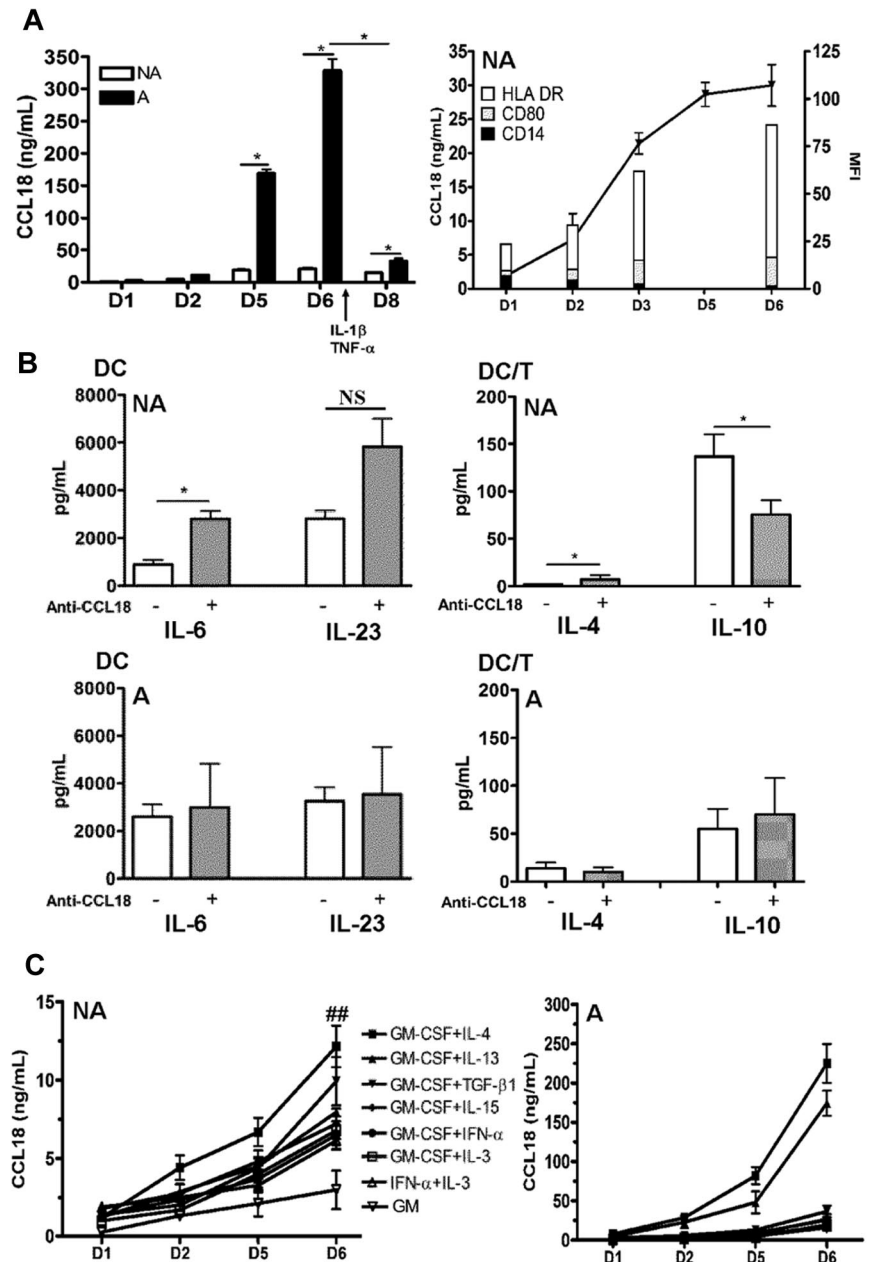 A
350
300
250
200
150
100
50
0
CCL18 (ng/mL)
NA
A
*
*
*
*
D1 D2 D5 D6 D8
IL-1β
TNF-α
35
30
25
20
15
10
5
0
CCL18 (ng/mL)
NA
HLA DR
CD80
CD14
125
100
75
50
25
0
MFI
D1 D2 D3 D5 D6
B
DC
8000
6000
4000
2000
0
pg/mL
NA
*
NS
Anti-CCL18 - + - +
IL-6 IL-23
DC/T
200
150
100
50
0
pg/mL
NA
*
*
Anti-CCL18 - + - +
IL-4 IL-10
DC
8000
6000
4000
2000
0
pg/mL
A
Anti-CCL18 - + - +
IL-6 IL-23
DC/T
200
150
100
50
0
pg/mL
A
Anti-CCL18 - + - +
IL-4 IL-10
C
15
10
5
0
CCL18 (ng/mL)
NA
##
D1 D2 D5 D6
GM-CSF+IL-4
GM-CSF+IL-13
GM-CSF+TGF-β1
GM-CSF+IL-15
GM-CSF+IFN-α
GM-CSF+IL-3
IFN-α+IL-3
GM
300
250
200
150
100
50
0
CCL18 (ng/mL)
A
D1 D2 D5 D6